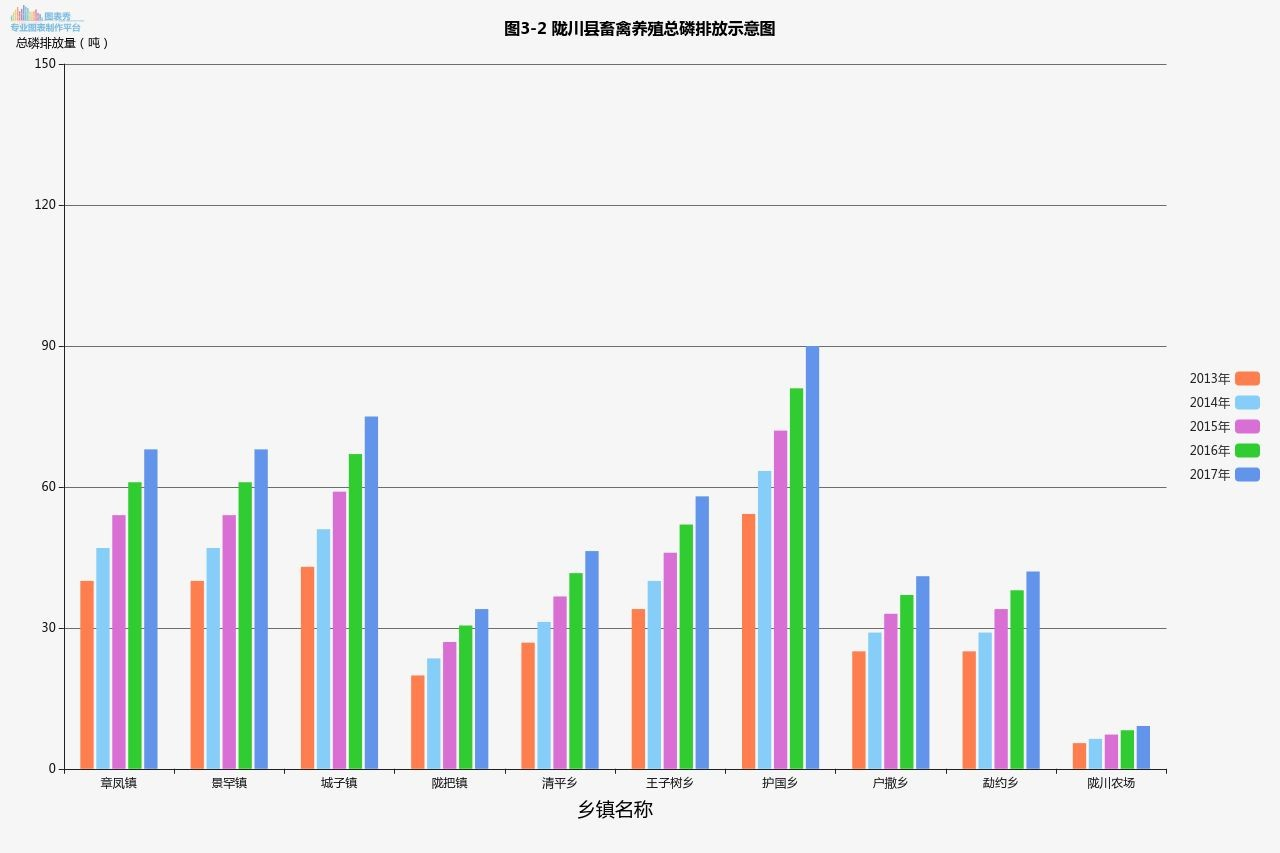 图表秀
专业图表制作平台
图3-2 陇川县畜禽养殖总磷排放示意图
总磷排放量（吨）
150
120
90
60
30
0
2013年
2014年
2015年
2016年
2017年
章凤镇 景罕镇 城子镇 陇把镇 清平乡 王子树乡 护国乡 户撒乡 勐约乡 陇川农场
乡镇名称